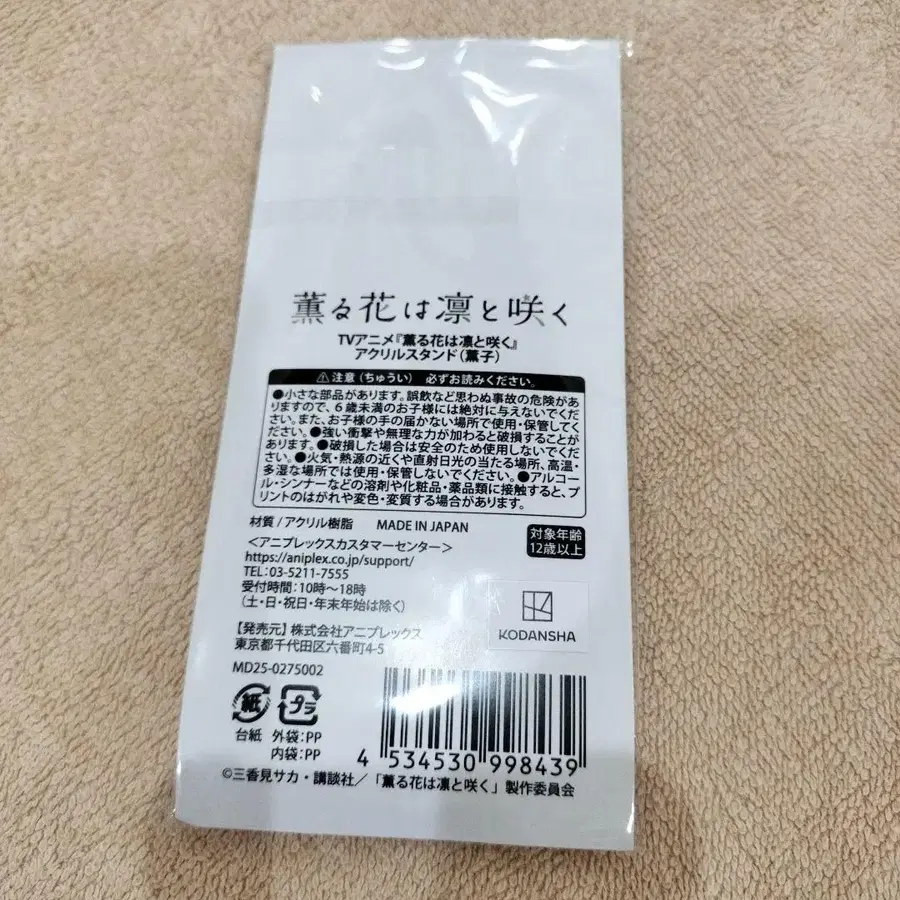 薫る花は凛と咲く
TVアニメ『薫る花は凛と咲く』
アクリルスタンド（薫子）
⚠注意（ちゅうい） 必ずお読みください。
●小さな部品があります。誤飲など思わぬ事故の危険があ
りますので、6歳未満のお子様には絶対に与えないでくだ
さい。また、お子様の手の届かない場所で使用・保管してく
ださい。●強い衝撃や無理な力が加わると破損することが
あります。●破損した場合は安全のため使用しないでくだ
さい。●火気・熱源の近くや直射日光の当たる場所、高温・
多湿な場所では使用・保管しないでください。●アルコー
ル・シンナーなどの溶剤や化粧品・薬品類に接触すると、プ
リントのはがれや変色・変質する場合があります。
材質/アクリル樹脂 MADE IN JAPAN
対象年齢
12歳以上
＜アニプレックスカスタマーセンター＞
https://aniplex.co.jp/support/
TEL:03-5211-7555
受付時間:10時～18時
（土・日・祝日・年末年始は除く）
KODANSHA
【発売元】株式会社アニプレックス
東京都千代田区六番町4-5
MD25-0275002
紙 プラ
台紙 外袋:PP
内袋:PP
4 534530 998439
©三香見サカ・講談社/「薫る花は凛と咲く」製作委員会